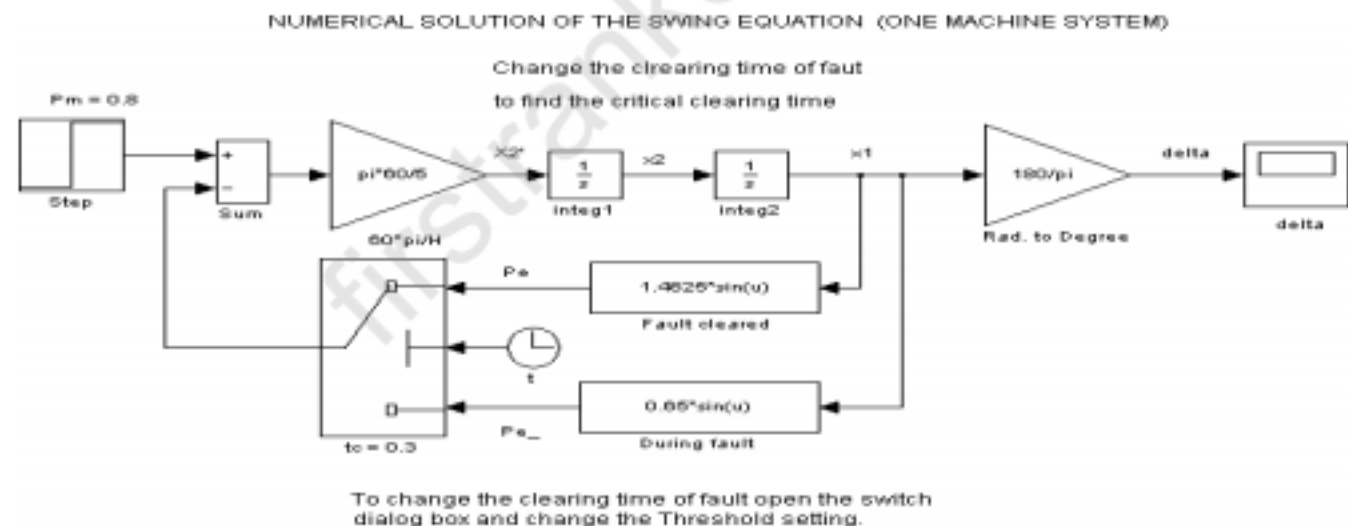 NUMERICAL SOLUTION OF THE SWING EQUATION (ONE MACHINE SYSTEM)
Change the clrearing time of faut
to find the critical clearing time
Pm = 0.8
Step
+
−
Sum
pi*60/5
60*pi/H
X2'
1
integ1
x2
1
integ2
x1
180/pi
Rad. to Degree
delta
delta
Pe
1.4625*sin(u)
Fault cleared
t
0.65*sin(u)
During fault
Pe_
tc = 0.3
To change the clearing time of fault open the switch
dialog box and change the Threshold setting.
firstrank